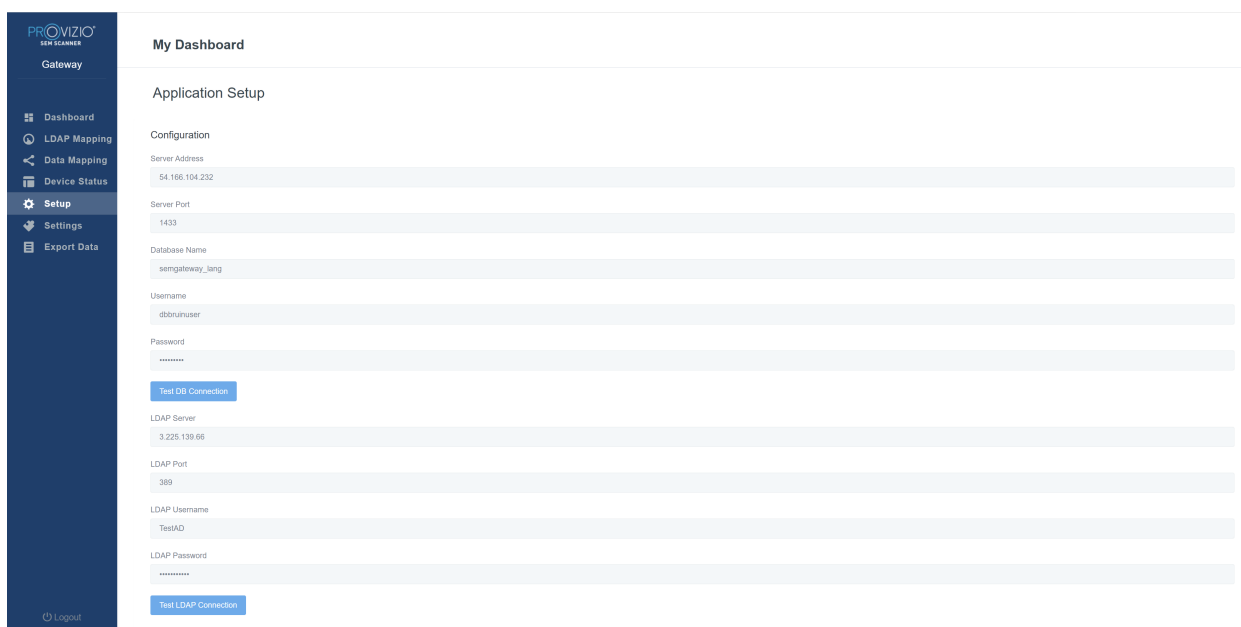 PROVIZIO®
SEM SCANNER
Gateway
Dashboard
LDAP Mapping
Data Mapping
Device Status
Setup
Settings
Export Data
Logout
My Dashboard
Application Setup
Configuration
Server Address
54.166.104.232
Server Port
1433
Database Name
semgateway_lang
Username
dbbruinuser
Password
•••••••••
Test DB Connection
LDAP Server
3.225.139.66
LDAP Port
389
LDAP Username
TestAD
LDAP Password
•••••••••••
Test LDAP Connection